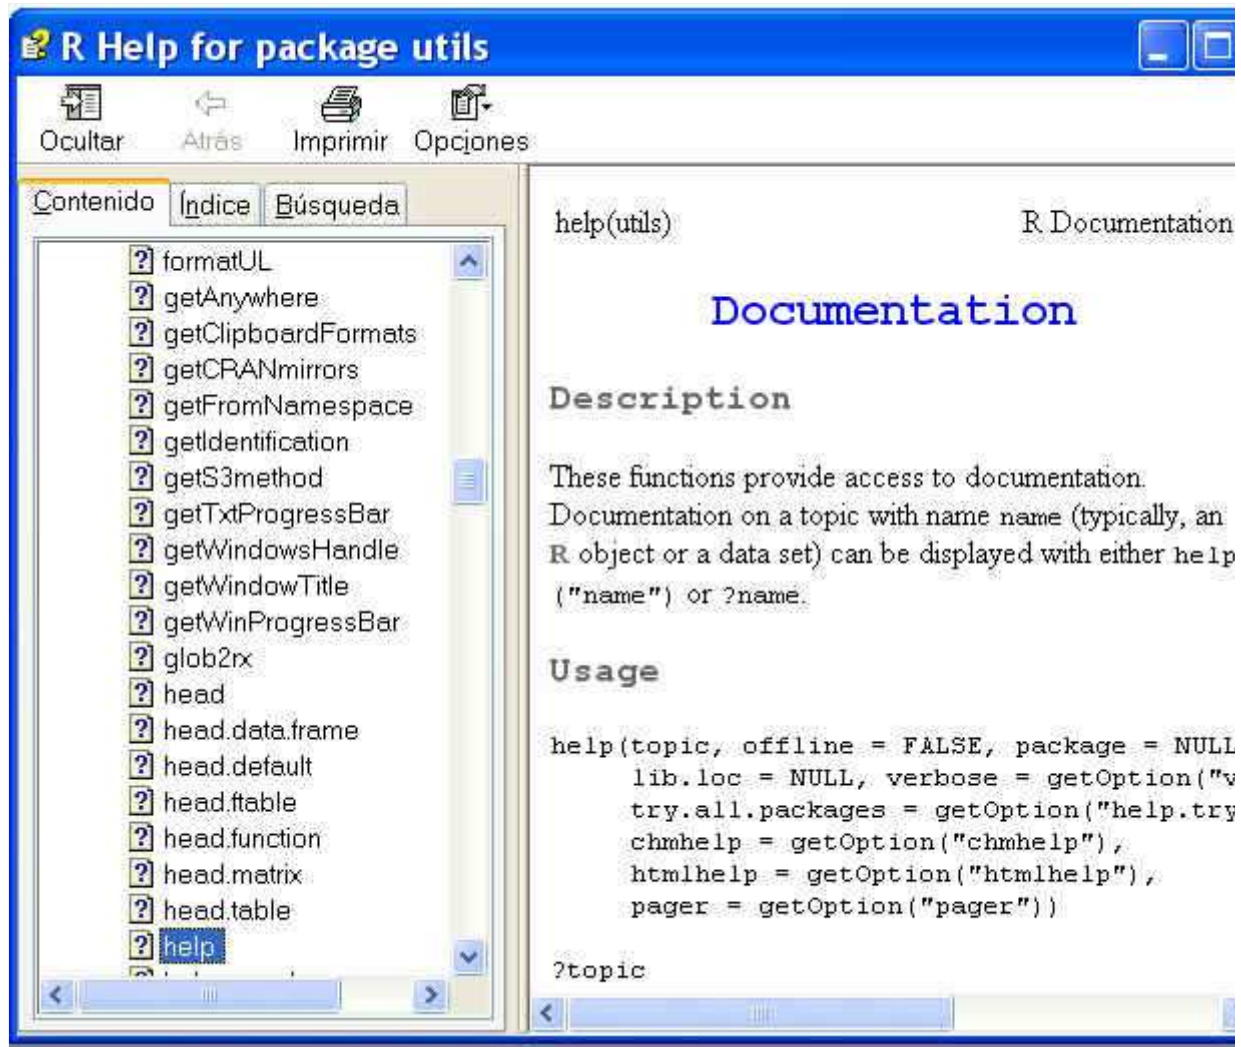 R Help for package utils
Ocultar Atrás Imprimir Opciones
Contenido Índice Búsqueda
formatUL
getAnywhere
getClipboardFormats
getCRANmirrors
getFromNamespace
getIdentification
getS3method
getTxtProgressBar
getWindowsHandle
getWindowTitle
getWinProgressBar
glob2rx
head
head.data.frame
head.default
head.ftable
head.function
head.matrix
head.table
help
help(utils) R Documentation
Documentation
Description
These functions provide access to documentation.
Documentation on a topic with name name (typically, an
R object or a data set) can be displayed with either help
("name") or ?name.
Usage
help(topic, offline = FALSE, package = NULL
lib.loc = NULL, verbose = getOption("v
try.all.packages = getOption("help.try
chmhelp = getOption("chmhelp"),
htmlhelp = getOption("htmlhelp"),
pager = getOption("pager"))
?topic